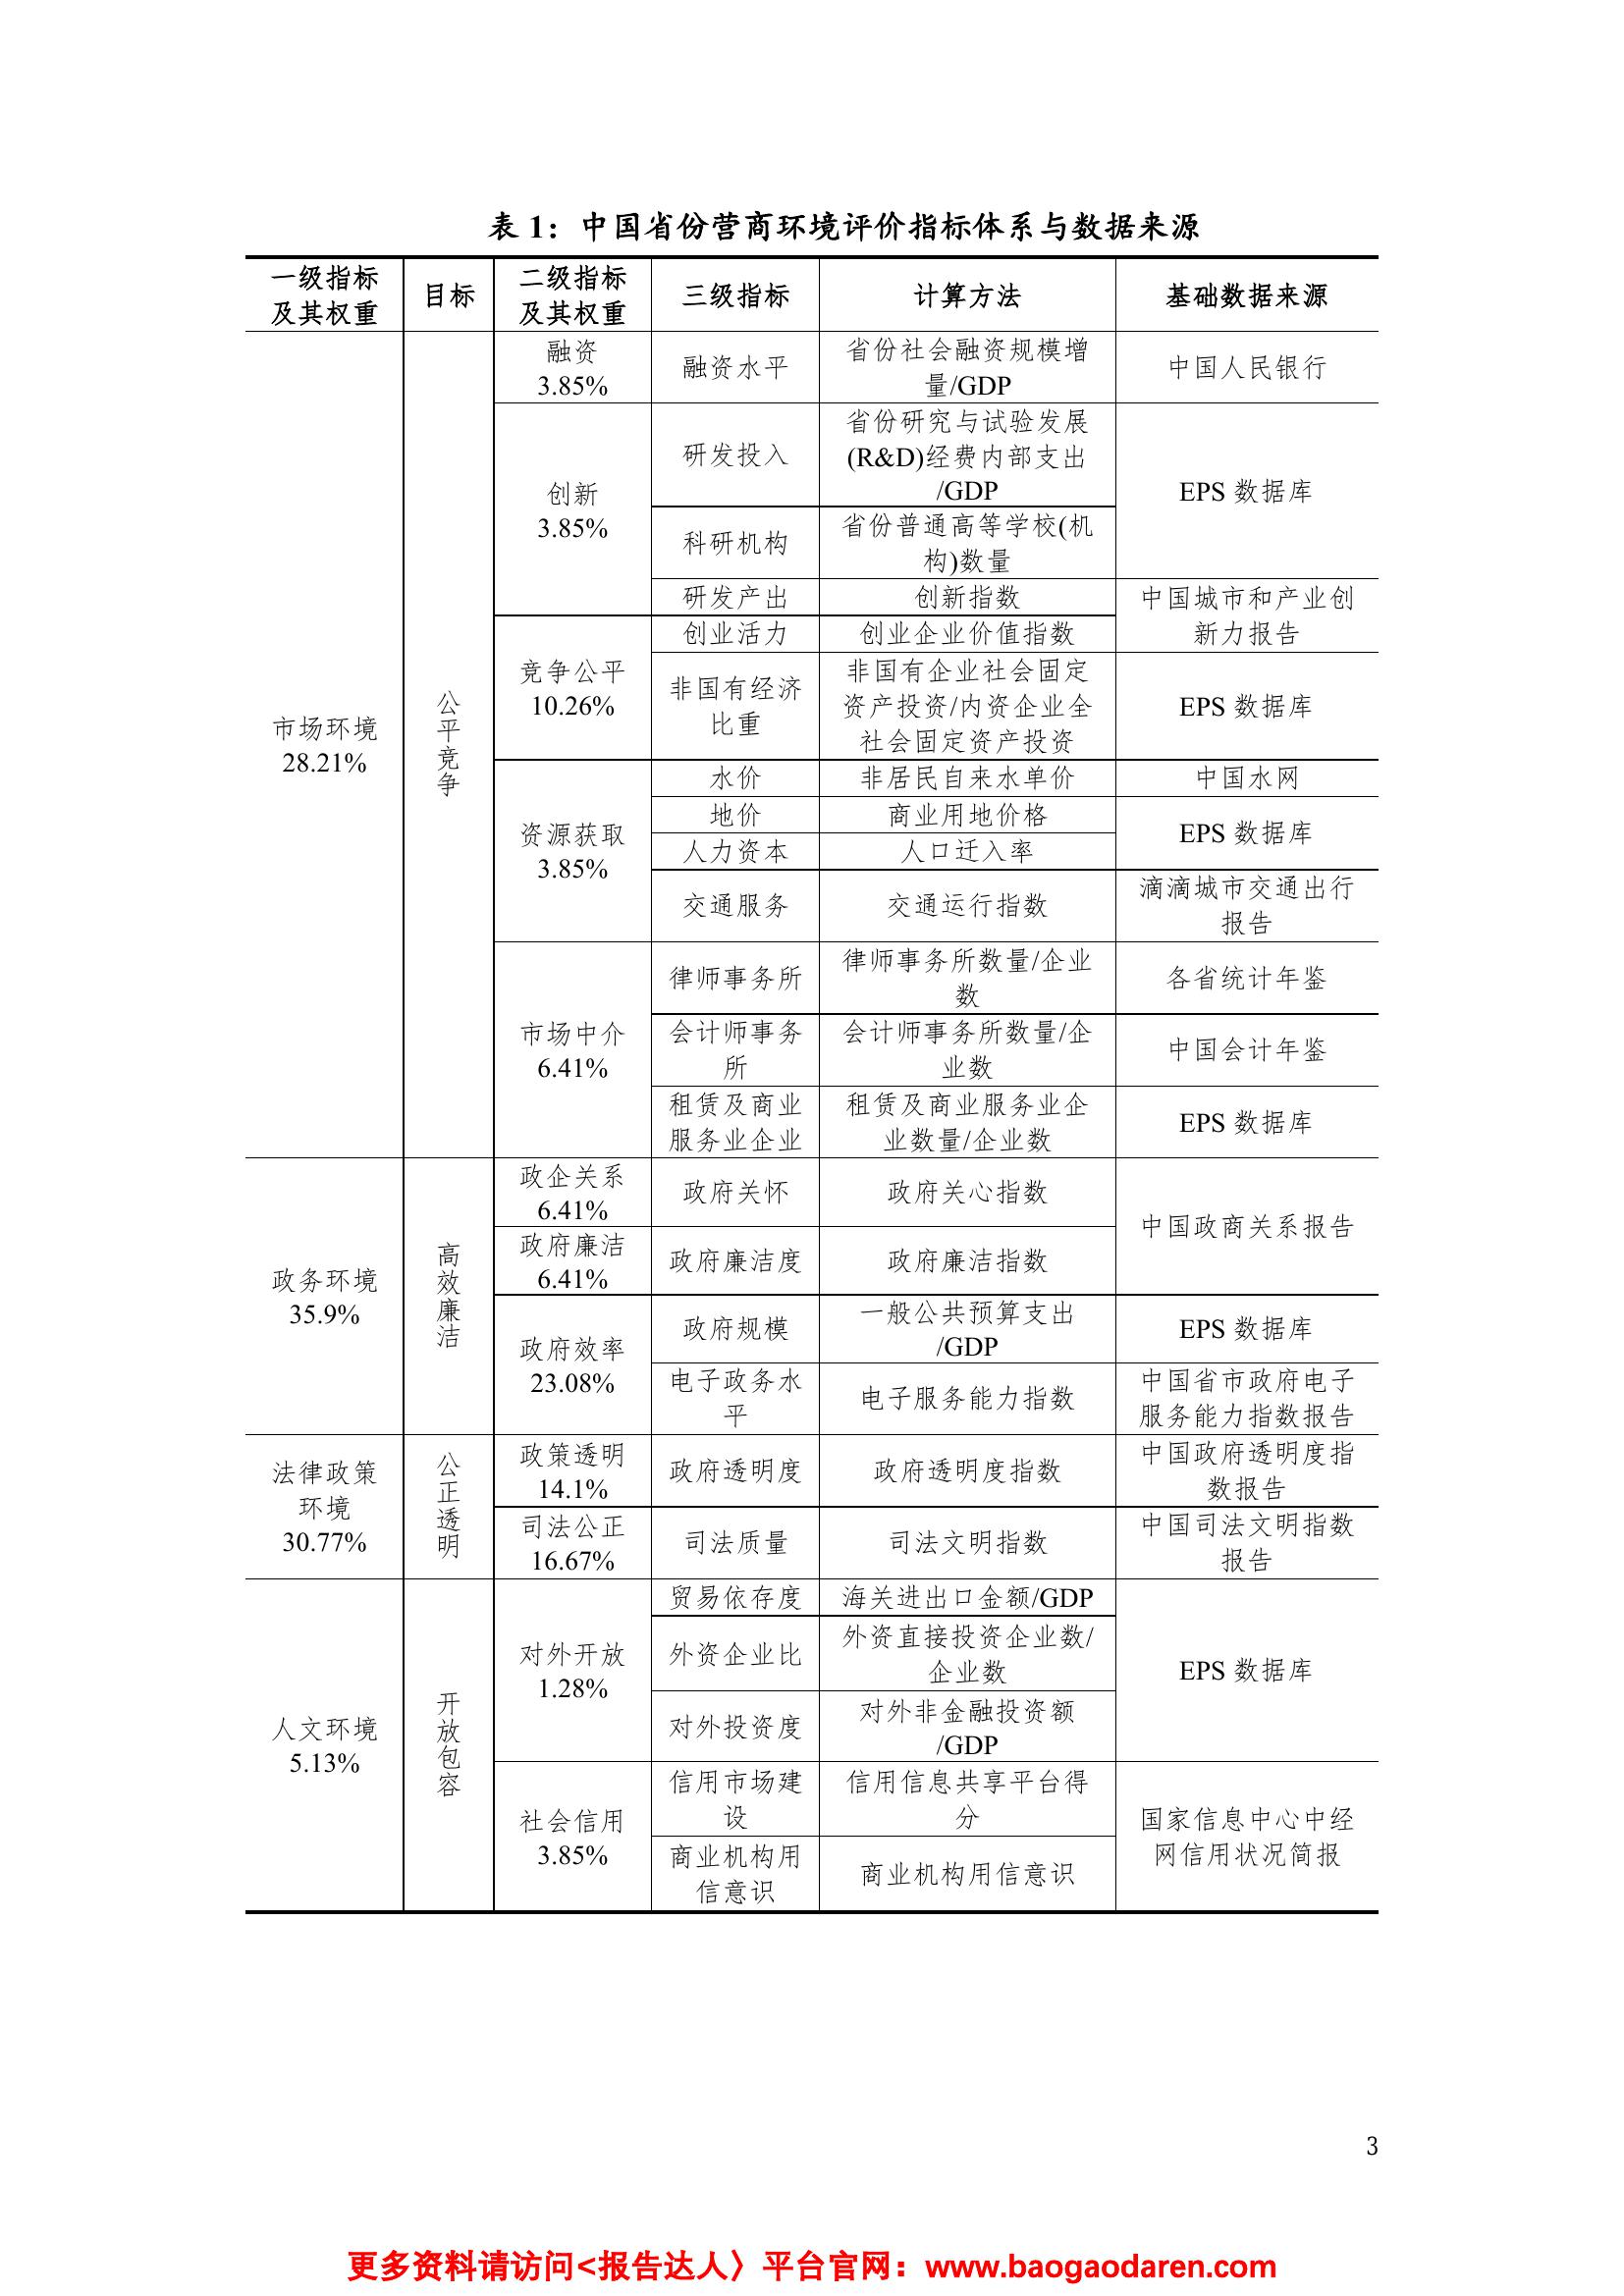 表 1：中国省份营商环境评价指标体系与数据来源
一级指标
及其权重
目标
二级指标
及其权重
三级指标
计算方法
基础数据来源
市场环境
28.21%
公
平
竞
争
融资
3.85%
融资水平
省份社会融资规模增
量/GDP
中国人民银行
创新
3.85%
研发投入
省份研究与试验发展
(R&D)经费内部支出
/GDP
EPS 数据库
科研机构
省份普通高等学校(机
构)数量
研发产出
创新指数
中国城市和产业创
新力报告
竞争公平
10.26%
创业活力
创业企业价值指数
非国有经济
比重
非国有企业社会固定
资产投资/内资企业全
社会固定资产投资
EPS 数据库
资源获取
3.85%
水价
非居民自来水单价
中国水网
地价
商业用地价格
EPS 数据库
人力资本
人口迁入率
交通服务
交通运行指数
滴滴城市交通出行
报告
市场中介
6.41%
律师事务所
律师事务所数量/企业
数
各省统计年鉴
会计师事务
所
会计师事务所数量/企
业数
中国会计年鉴
租赁及商业
服务业企业
租赁及商业服务业企
业数量/企业数
EPS 数据库
政务环境
35.9%
高
效
廉
洁
政企关系
6.41%
政府关怀
政府关心指数
中国政商关系报告
政府廉洁
6.41%
政府廉洁度
政府廉洁指数
政府效率
23.08%
政府规模
一般公共预算支出
/GDP
EPS 数据库
电子政务水
平
电子服务能力指数
中国省市政府电子
服务能力指数报告
法律政策
环境
30.77%
公
正
透
明
政策透明
14.1%
政府透明度
政府透明度指数
中国政府透明度指
数报告
司法公正
16.67%
司法质量
司法文明指数
中国司法文明指数
报告
人文环境
5.13%
开
放
包
容
对外开放
1.28%
贸易依存度
海关进出口金额/GDP
EPS 数据库
外资企业比
外资直接投资企业数/
企业数
对外投资度
对外非金融投资额
/GDP
社会信用
3.85%
信用市场建
设
信用信息共享平台得
分
国家信息中心中经
网信用状况简报
商业机构用
信意识
商业机构用信意识
3
更多资料请访问<报告达人〉平台官网：www.baogaodaren.com